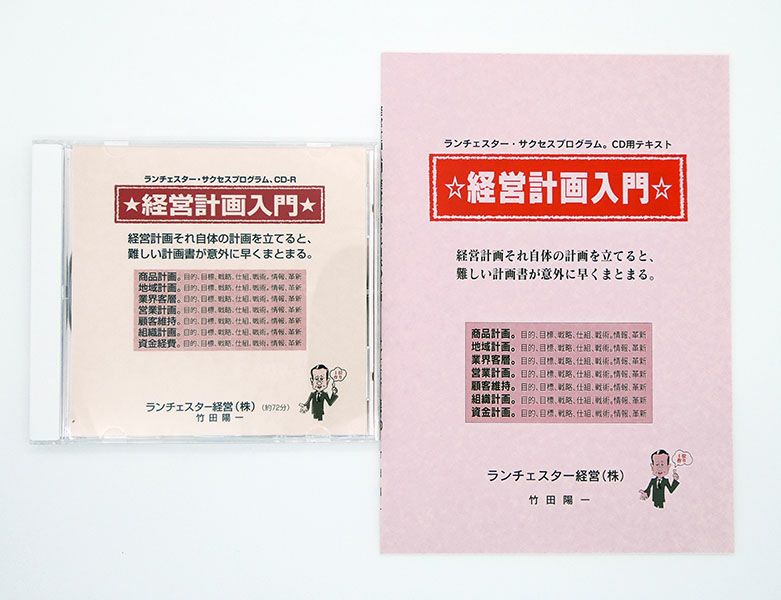 ランチェスター・サクセスプログラム、CD-R
★経営計画入門★
経営計画それ自体の計画を立てると、
難しい計画書が意外に早くまとまる。
商品計画。目的、目標、戦略、仕組、戦術。情報、革新
地域計画。目的、目標、戦略、仕組、戦術。情報、革新
業界客層。目的、目標、戦略、仕組、戦術。情報、革新
営業計画。目的、目標、戦略、仕組、戦術。情報、革新
顧客維持。目的、目標、戦略、仕組、戦術。情報、革新
組織計画。目的、目標、戦略、仕組、戦術。情報、革新
資金経費。目的、目標、戦略、仕組、戦術。情報、革新
ランチェスター経営(株)(約72分)
竹田陽一
ランチェスター・サクセスプログラム。CD用テキスト
☆経営計画入門☆
経営計画それ自体の計画を立てると、
難しい計画書が意外に早くまとまる。
商品計画。目的、目標、戦略、仕組、戦術。情報、革新
地域計画。目的、目標、戦略、仕組、戦術。情報、革新
業界客層。目的、目標、戦略、仕組、戦術。情報、革新
営業計画。目的、目標、戦略、仕組、戦術。情報、革新
顧客維持。目的、目標、戦略、仕組、戦術。情報、革新
組織計画。目的、目標、戦略、仕組、戦術。情報、革新
資金計画。目的、目標、戦略、仕組、戦術。情報、革新
ランチェスター経営(株)
竹田陽一